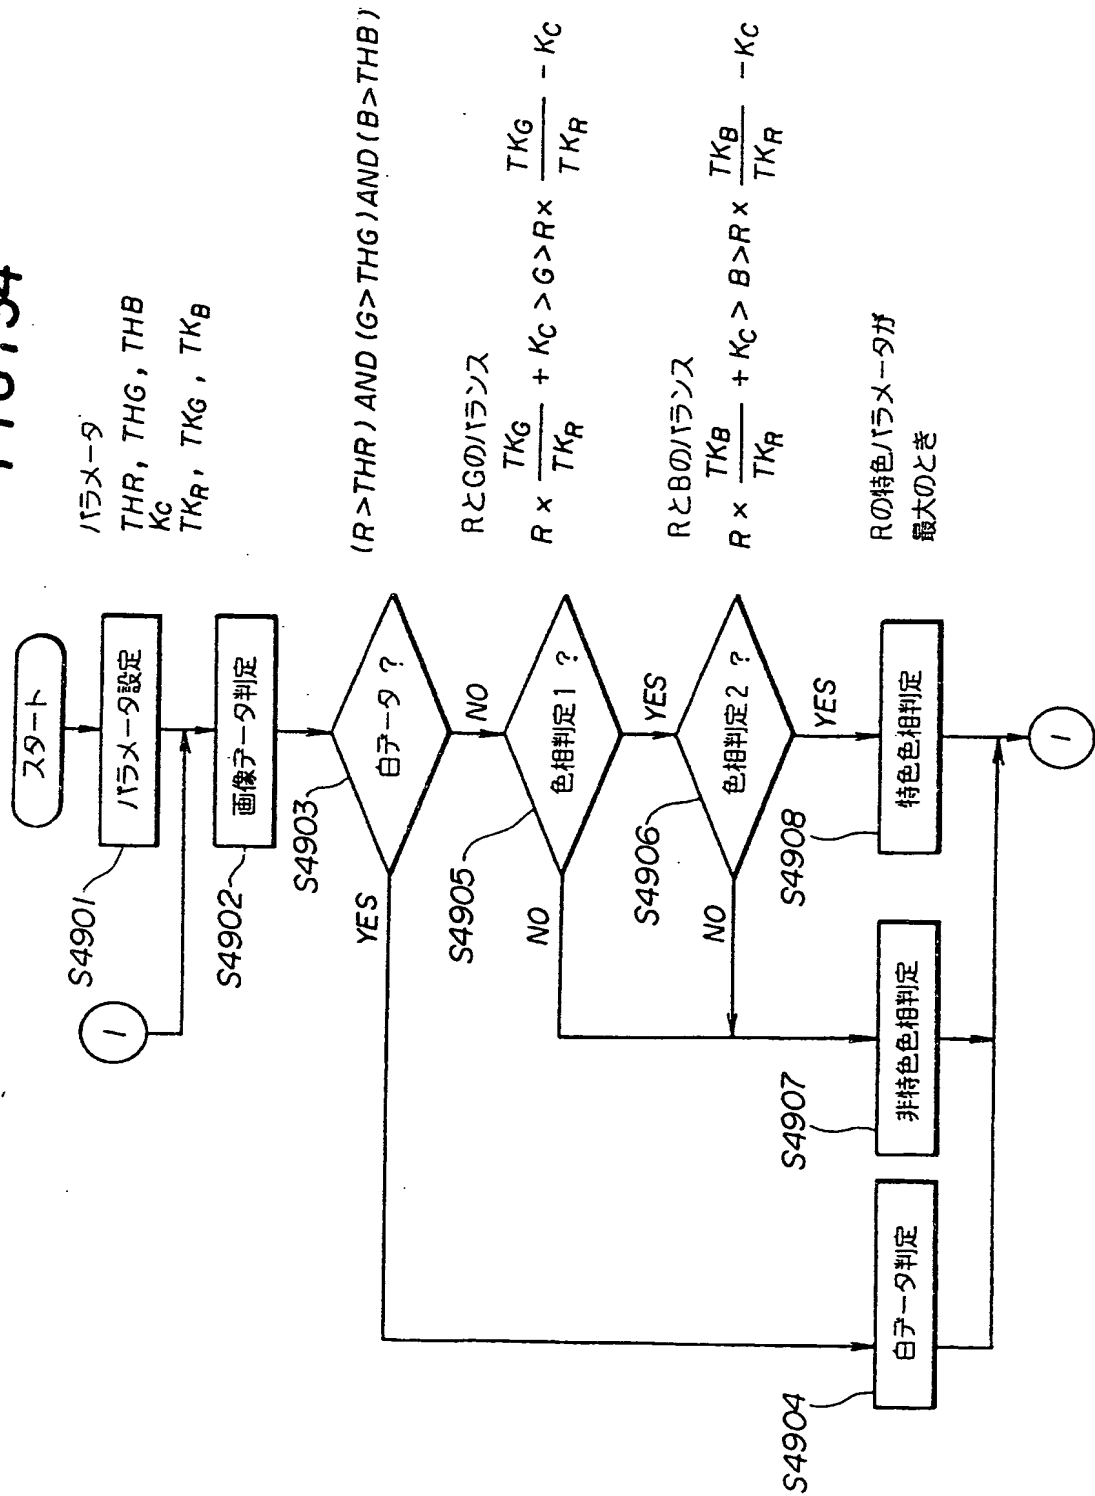 FIG.54
スタート
パラメータ
THR, THG, THB
KC
TKR, TKG, TKB
S4901
パラメータ設定
1
S4902
画像データ判定
S4903
白データ ?
(R>THR) AND (G>THG) AND (B>THB)
YES
NO
S4905
色相判定1 ?
RとGのバランス
R × TKG/TKR + KC > G > R × TKG/TKR - KC
NO
YES
S4906
色相判定2 ?
RとBのバランス
R × TKB/TKR + KC > B > R × TKB/TKR - KC
NO
YES
S4904
白データ判定
S4907
非特色色相判定
S4908
特色色相判定
Rの特色パラメータが
最大のとき
1